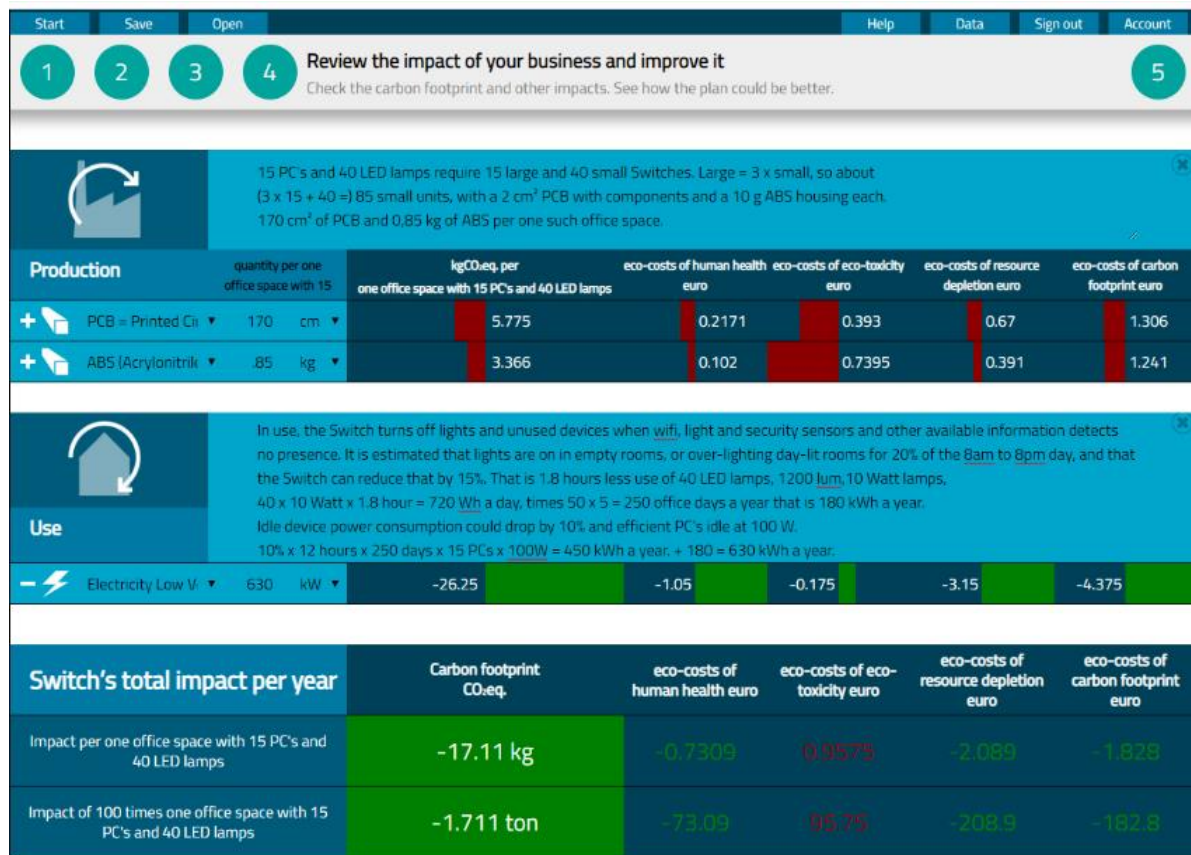 Start Save Open Help Data Sign out Account
1 2 3 4 Review the impact of your business and improve it 5
Check the carbon footprint and other impacts. See how the plan could be better.
15 PC's and 40 LED lamps require 15 large and 40 small Switches. Large = 3 x small, so about
(3 x 15 + 40 =) 85 small units, with a 2 cm² PCB with components and a 10 g ABS housing each.
170 cm² of PCB and 0,85 kg of ABS per one such office space.
Production quantity per one office space with 15 kgCO₂eq. per one office space with 15 PC's and 40 LED lamps eco-costs of human health euro eco-costs of eco-toxicity euro eco-costs of resource depletion euro eco-costs of carbon footprint euro
+ PCB = Printed Cir ▼ 170 cm ▼ 5.775 0.2171 0.393 0.67 1.306
+ ABS (Acrylonitrile ▼ .85 kg ▼ 3.366 0.102 0.7395 0.391 1.241
In use, the Switch turns off lights and unused devices when wifi, light and security sensors and other available information detects
no presence. It is estimated that lights are on in empty rooms, or over-lighting day-lit rooms for 20% of the 8am to 8pm day, and that
the Switch can reduce that by 15%. That is 1.8 hours less use of 40 LED lamps, 1200 lum,10 Watt lamps,
40 x 10 Watt x 1.8 hour = 720 Wh a day, times 50 x 5 = 250 office days a year that is 180 kWh a year.
Idle device power consumption could drop by 10% and efficient PC's idle at 100 W.
10% x 12 hours x 250 days x 15 PCs x 100W = 450 kWh a year. + 180 = 630 kWh a year.
Use
− Electricity Low V ▼ 630 kW ▼ -26.25 -1.05 -0.175 -3.15 -4.375
Switch's total impact per year Carbon footprint CO₂eq. eco-costs of human health euro eco-costs of eco-toxicity euro eco-costs of resource depletion euro eco-costs of carbon footprint euro
Impact per one office space with 15 PC's and 40 LED lamps -17.11 kg -0.7309 0.9575 -2.089 -1.828
Impact of 100 times one office space with 15 PC's and 40 LED lamps -1.711 ton -73.09 95.75 -208.9 -182.8